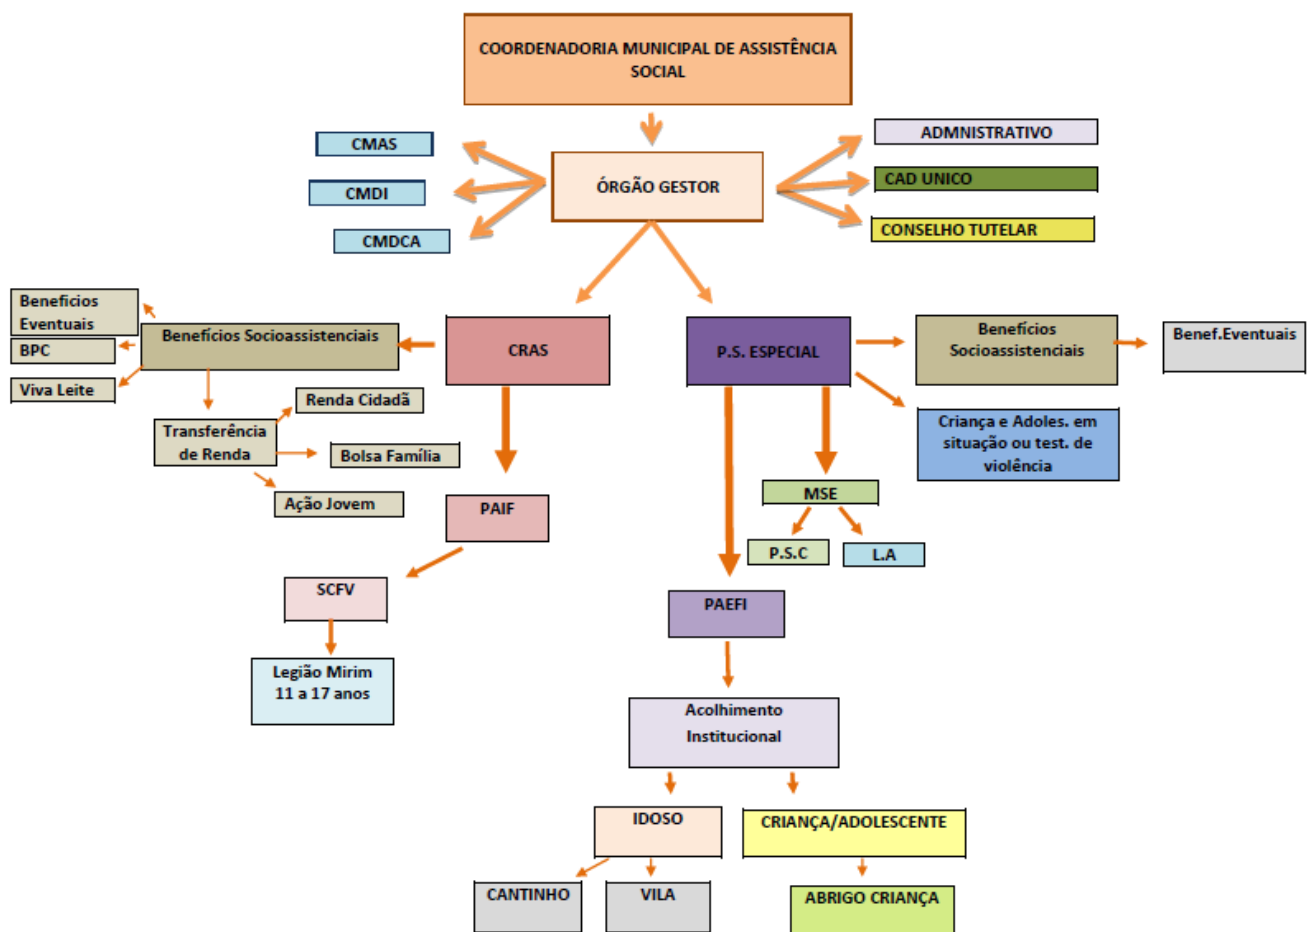 COORDENADORIA MUNICIPAL DE ASSISTÊNCIA
SOCIAL
CMAS
CMDI
CMDCA
ÓRGÃO GESTOR
ADMNISTRATIVO
CAD UNICO
CONSELHO TUTELAR
Beneficios
Eventuais
BPC
Viva Leite
Benefícios Socioassistenciais
CRAS
P.S. ESPECIAL
Benefícios
Socioassistenciais
Benef.Eventuais
Transferência
de Renda
Renda Cidadã
Bolsa Família
Ação Jovem
Criança e Adoles. em
situação ou test. de
violência
PAIF
MSE
P.S.C
L.A
SCFV
PAEFI
Legião Mirim
11 a 17 anos
Acolhimento
Institucional
IDOSO
CRIANÇA/ADOLESCENTE
CANTINHO
VILA
ABRIGO CRIANÇA